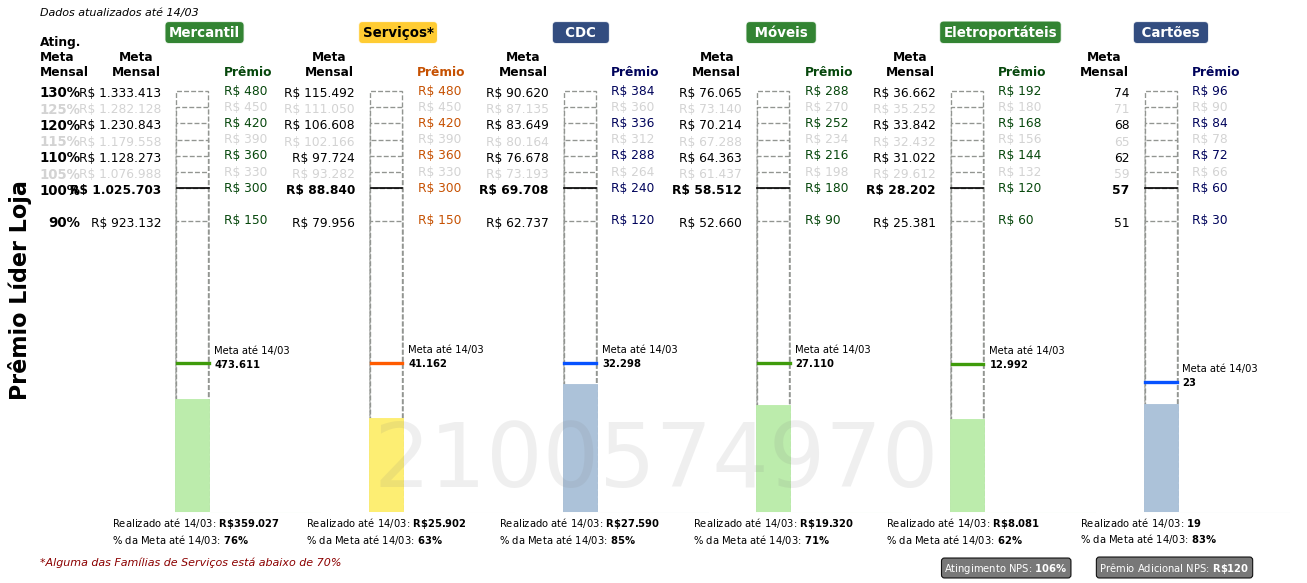 Dados atualizados até 14/03
Mercantil Serviços* CDC Móveis Eletroportáteis Cartões
Ating.
Meta Meta Meta Meta Meta Meta Meta
Mensal Mensal Prêmio Mensal Prêmio Mensal Prêmio Mensal Prêmio Mensal Prêmio Mensal Prêmio
130% R$ 1.333.413 R$ 480 R$ 115.492 R$ 480 R$ 90.620 R$ 384 R$ 76.065 R$ 288 R$ 36.662 R$ 192 74 R$ 96
125% R$ 1.282.128 R$ 450 R$ 111.050 R$ 450 R$ 87.135 R$ 360 R$ 73.140 R$ 270 R$ 35.252 R$ 180 71 R$ 90
120% R$ 1.230.843 R$ 420 R$ 106.608 R$ 420 R$ 83.649 R$ 336 R$ 70.214 R$ 252 R$ 33.842 R$ 168 68 R$ 84
115% R$ 1.179.558 R$ 390 R$ 102.166 R$ 390 R$ 80.164 R$ 312 R$ 67.288 R$ 234 R$ 32.432 R$ 156 65 R$ 78
110% R$ 1.128.273 R$ 360 R$ 97.724 R$ 360 R$ 76.678 R$ 288 R$ 64.363 R$ 216 R$ 31.022 R$ 144 62 R$ 72
105% R$ 1.076.988 R$ 330 R$ 93.282 R$ 330 R$ 73.193 R$ 264 R$ 61.437 R$ 198 R$ 29.612 R$ 132 59 R$ 66
100% R$ 1.025.703 R$ 300 R$ 88.840 R$ 300 R$ 69.708 R$ 240 R$ 58.512 R$ 180 R$ 28.202 R$ 120 57 R$ 60
90% R$ 923.132 R$ 150 R$ 79.956 R$ 150 R$ 62.737 R$ 120 R$ 52.660 R$ 90 R$ 25.381 R$ 60 51 R$ 30
Prêmio Líder Loja
Meta até 14/03 Meta até 14/03 Meta até 14/03 Meta até 14/03 Meta até 14/03
473.611 41.162 32.298 27.110 12.992
Meta até 14/03
23
2100574970
Realizado até 14/03: R$359.027 Realizado até 14/03: R$25.902 Realizado até 14/03: R$27.590 Realizado até 14/03: R$19.320 Realizado até 14/03: R$8.081 Realizado até 14/03: 19
% da Meta até 14/03: 76% % da Meta até 14/03: 63% % da Meta até 14/03: 85% % da Meta até 14/03: 71% % da Meta até 14/03: 62% % da Meta até 14/03: 83%
*Alguma das Famílias de Serviços está abaixo de 70%
Atingimento NPS: 106% Prêmio Adicional NPS: R$120